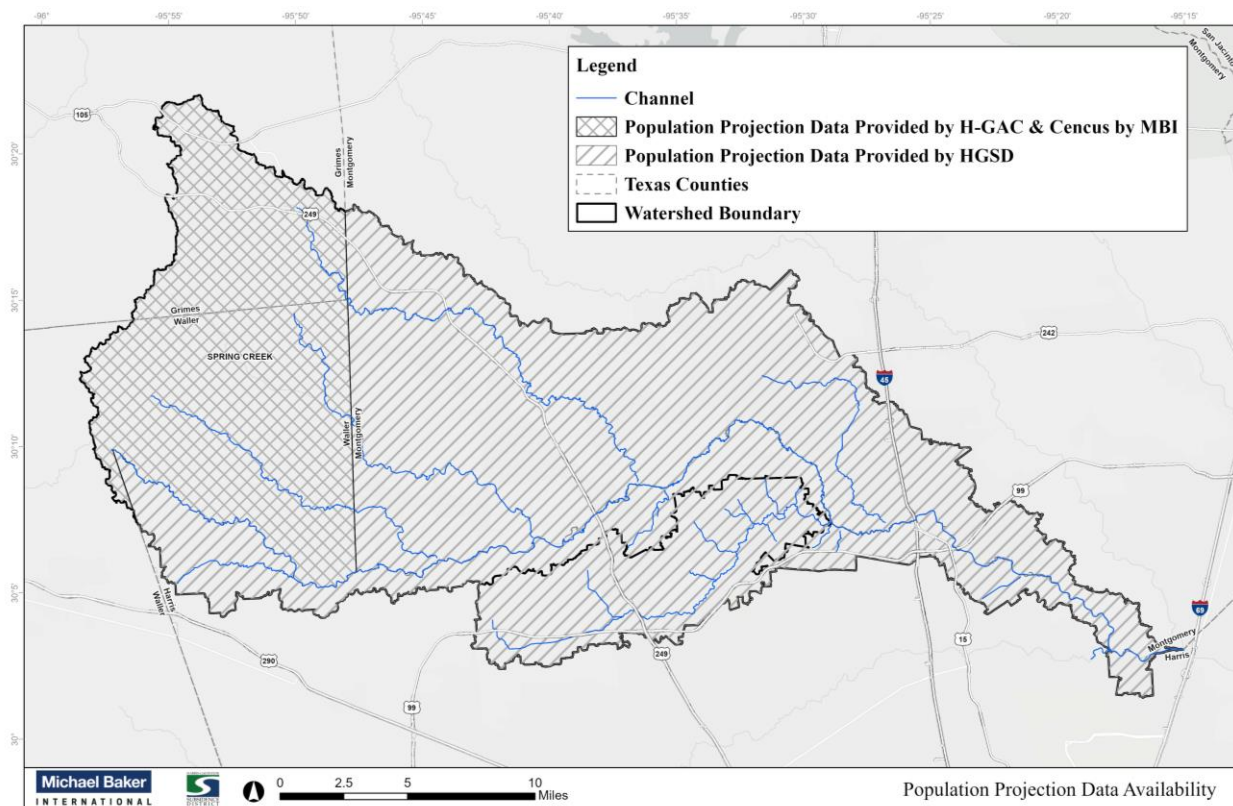 -96°
-95°55'
-95°50'
-95°45'
-95°40'
-95°35'
-95°30'
-95°25'
-95°20'
-95°15'
San Jacinto
Montgomery
Legend
Channel
Population Projection Data Provided by H-GAC & Cencus by MBI
Population Projection Data Provided by HGSD
Texas Counties
Watershed Boundary
105
30°20'
Grimes
Montgomery
249
30°15'
Grimes
Waller
SPRING CREEK
242
45
30°10'
Waller
Montgomery
99
30°5'
Harris
Waller
69
15
Montgomery
Harris
290
249
99
30°
Michael Baker
INTERNATIONAL
SUBSIDENCE
DISTRICT
0
2.5
5
10
Miles
Population Projection Data Availability